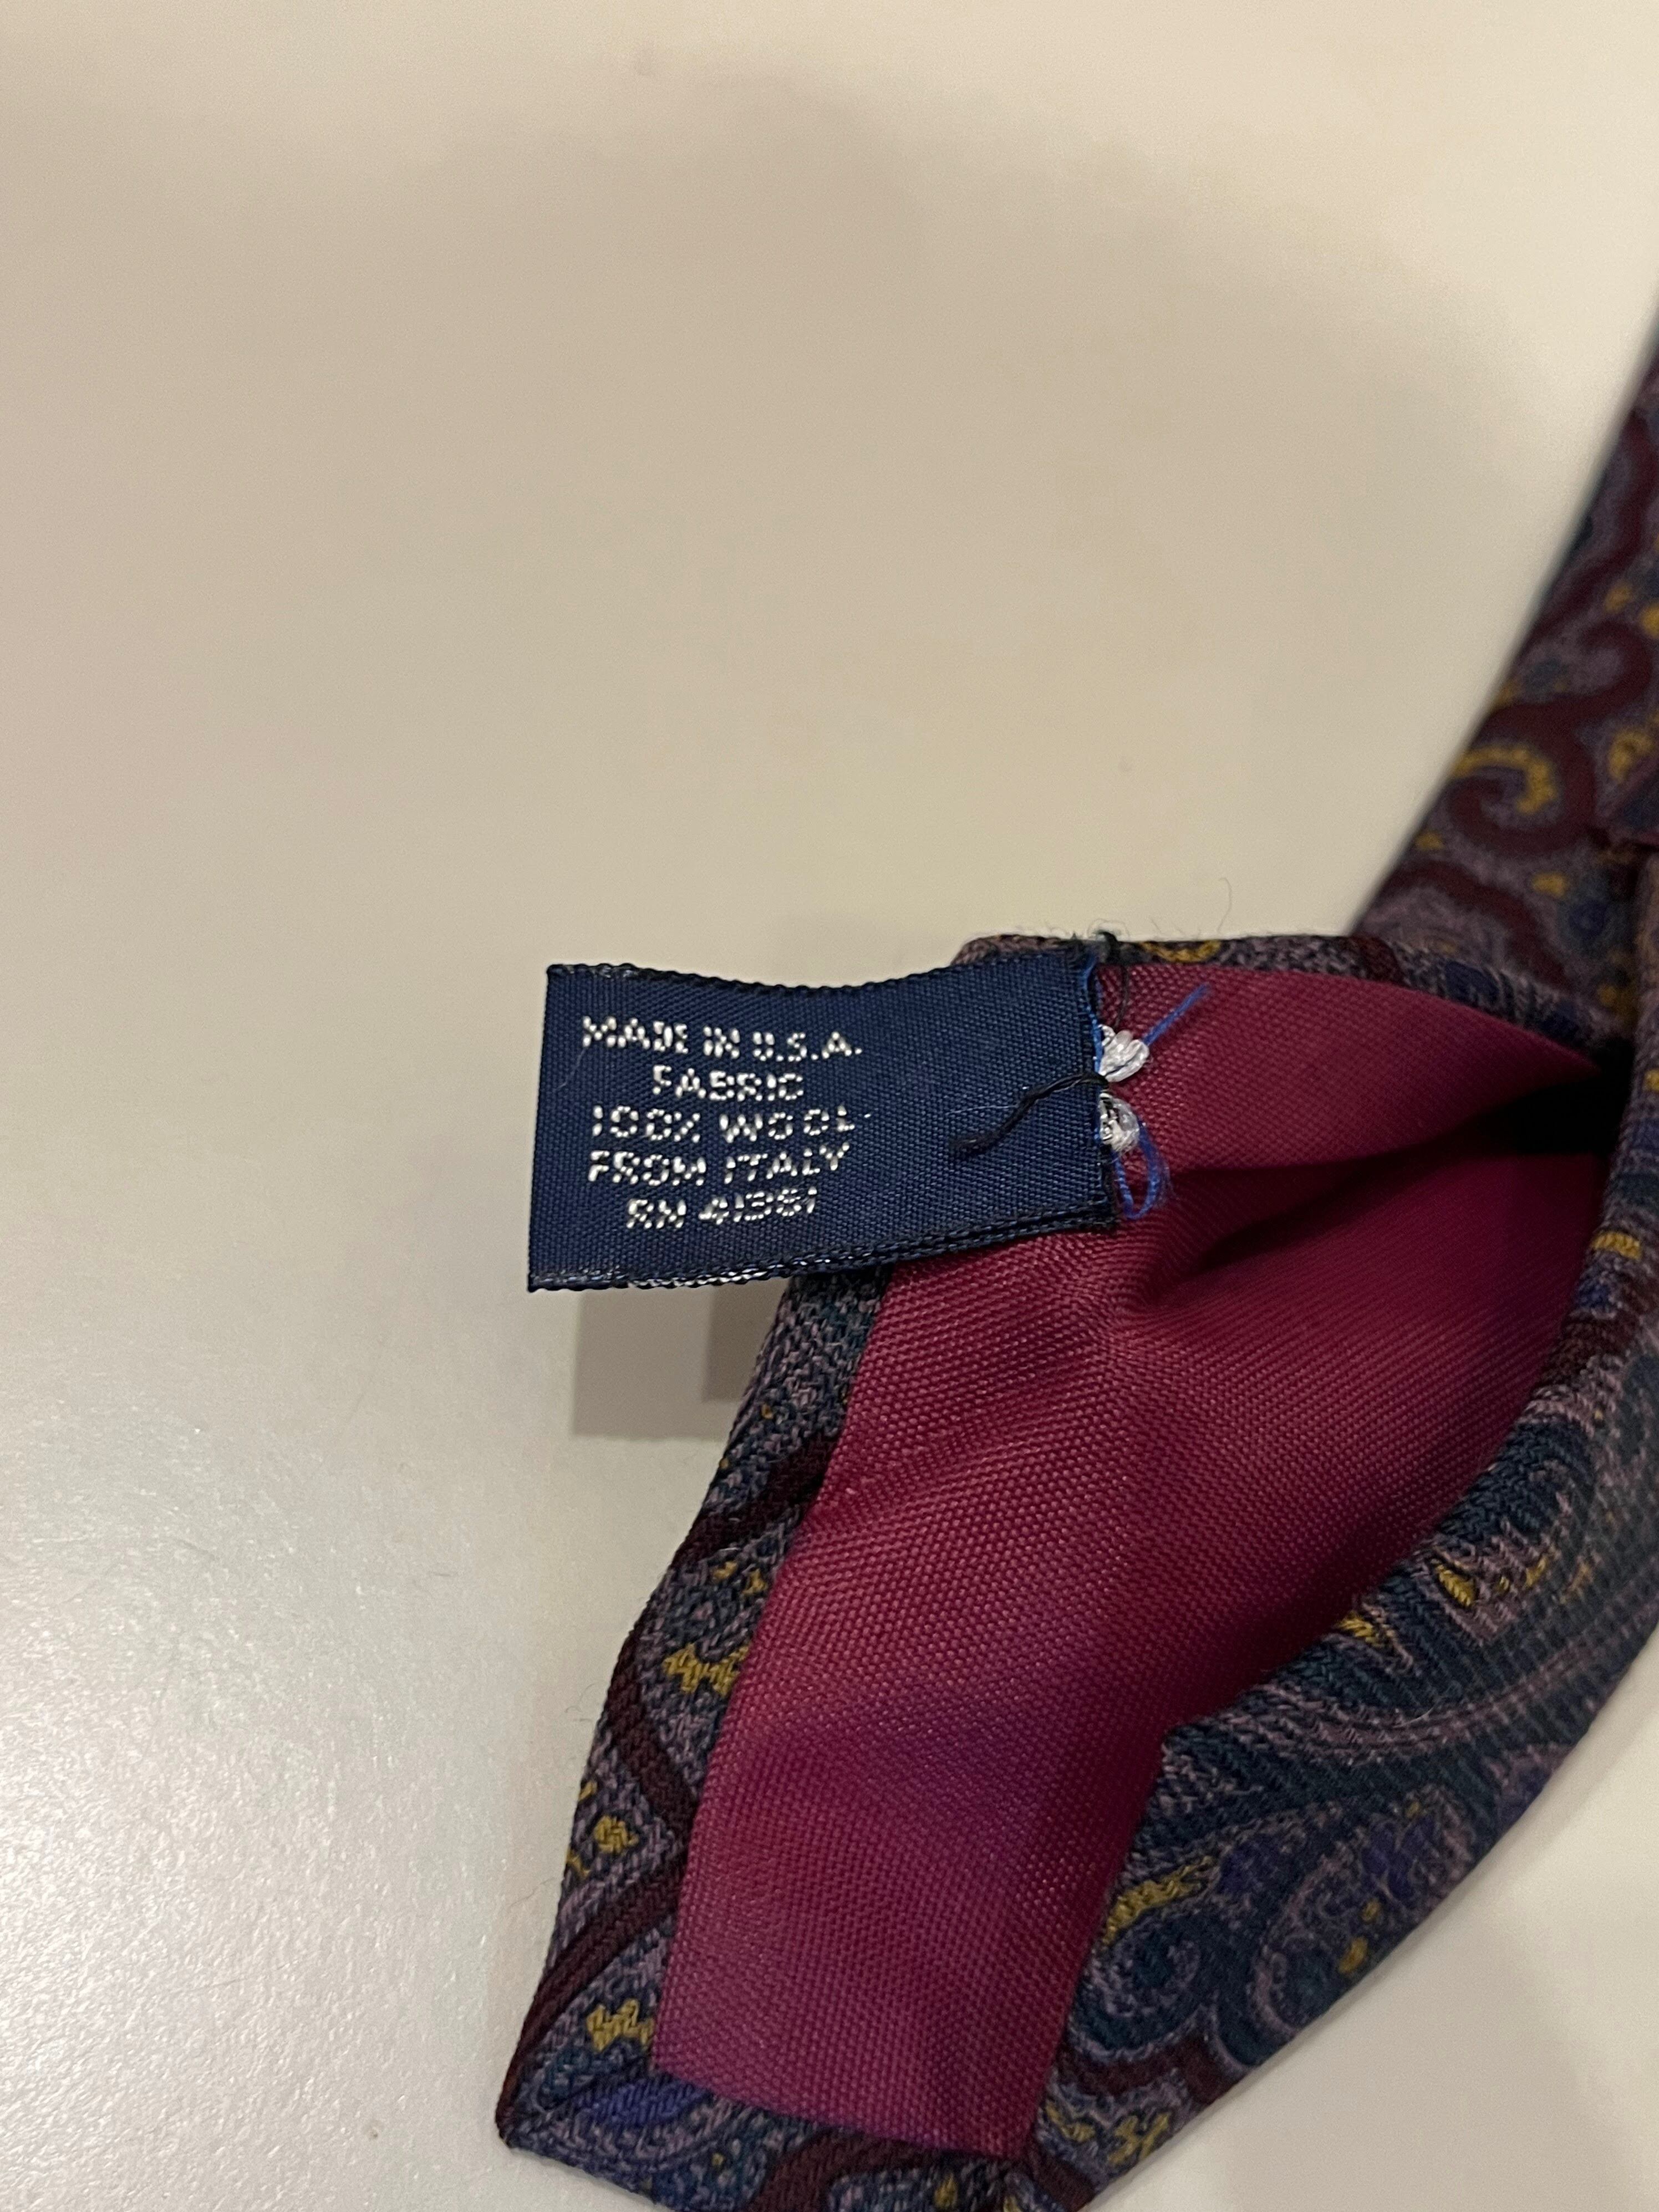 MADE IN U.S.A.
FABRIC
100% WOOL
FROM ITALY
RN 41381